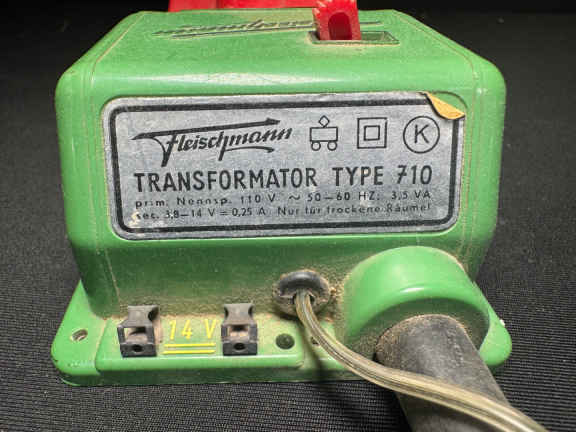 Fleischmann
K
TRANSFORMATOR TYPE 710
prim. Nennsp. 110 V ~ 50–60 HZ. 3,5 VA
sec. 3,8–14 V = 0,25 A Nur für trockene Räume!
14 V